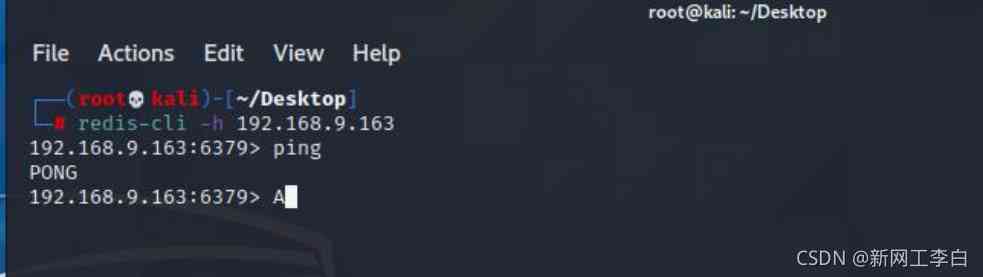 root@kali: ~/Desktop
File Actions Edit View Help
┌──(root💀kali)-[~/Desktop]
└─# redis-cli -h 192.168.9.163
192.168.9.163:6379> ping
PONG
192.168.9.163:6379> A
CSDN @新网工李白